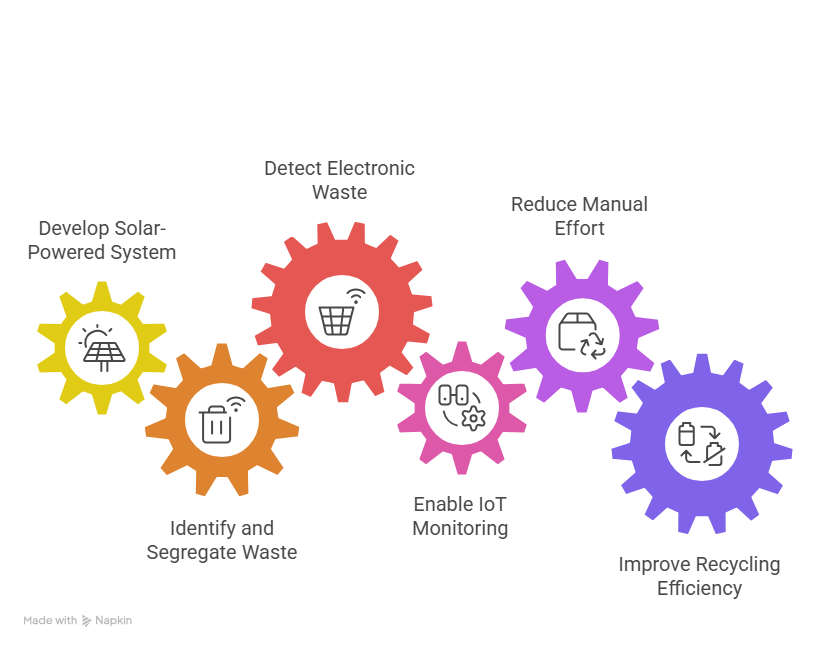 Develop Solar-
Powered System
Identify and
Segregate Waste
Detect Electronic
Waste
Enable IoT
Monitoring
Reduce Manual
Effort
Improve Recycling
Efficiency
Made with Napkin